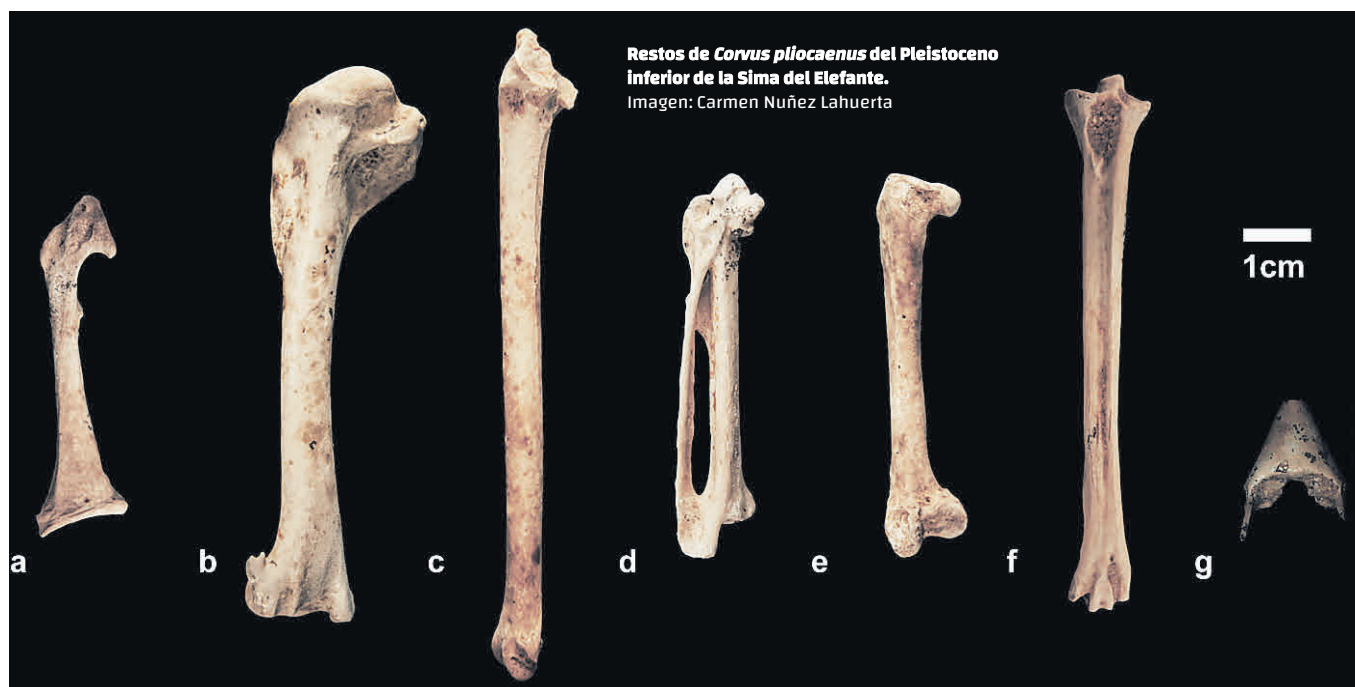 Restos de Corvus pliocaenus del Pleistoceno
inferior de la Sima del Elefante.
Imagen: Carmen Nuñez Lahuerta
1cm
a
b
c
d
e
f
g